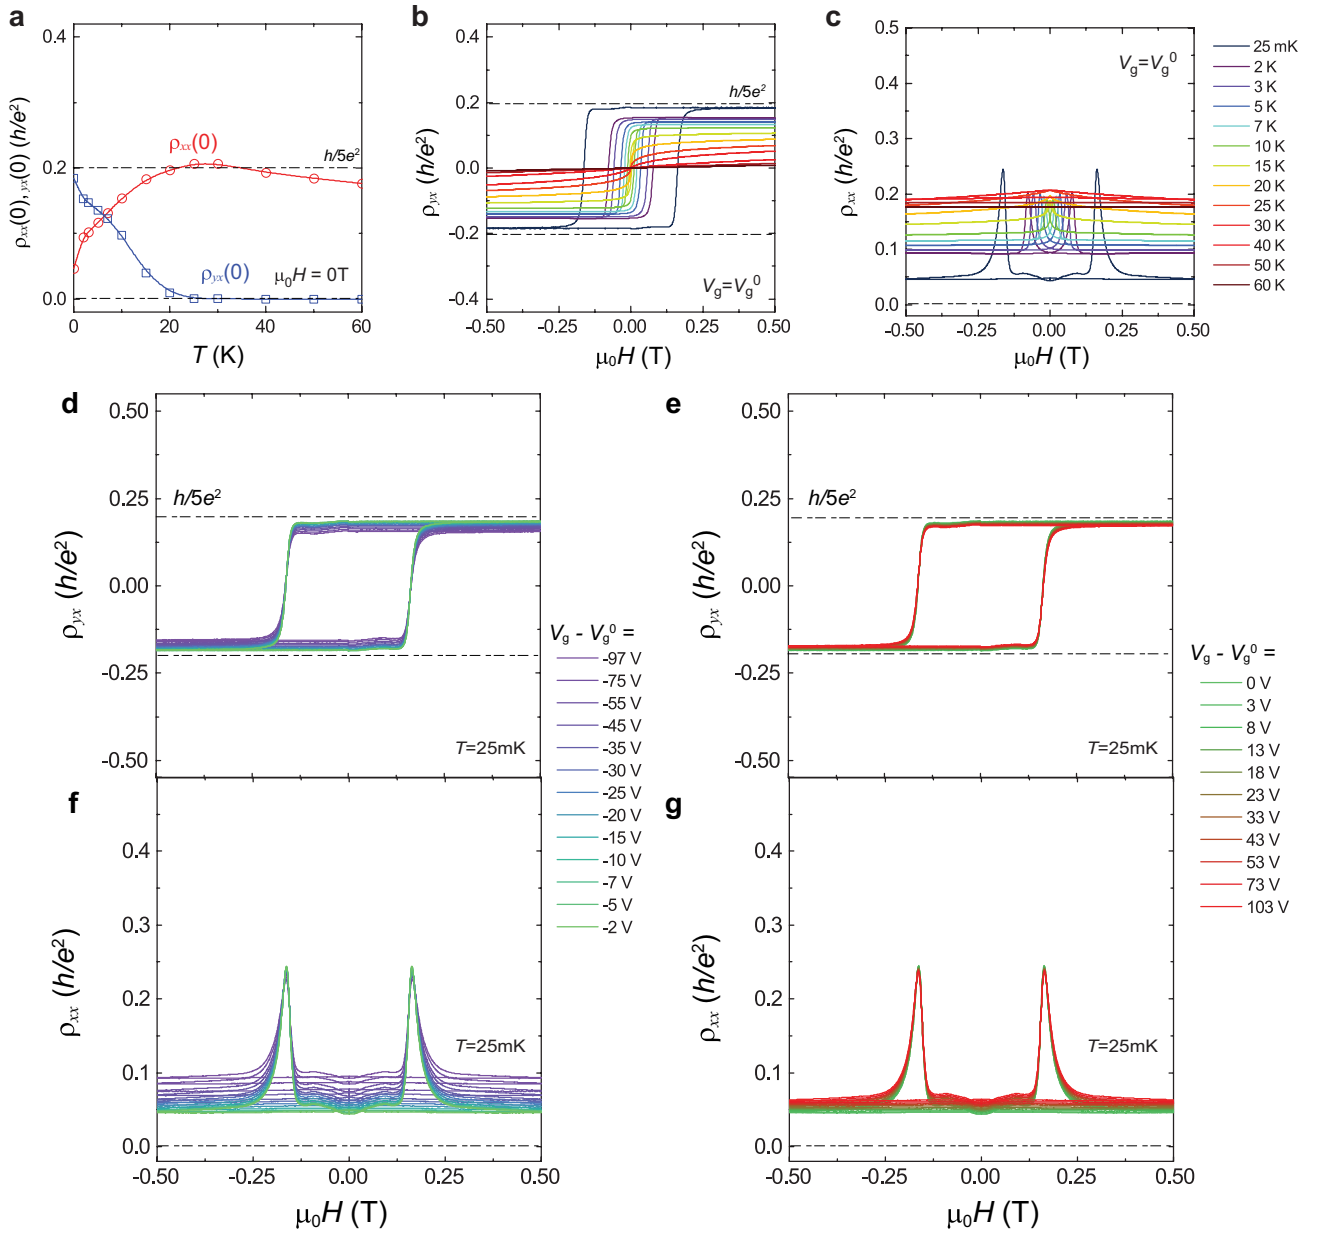 a
0.4
0.2
0.0
ρxx(0), yx(0) (h/e²)
ρxx(0)
h/5e²
ρyx(0)
μ₀H = 0T
0 20 40 60
T (K)
b
0.4
0.2
0.0
-0.2
-0.4
ρyx (h/e²)
h/5e²
Vg=Vg⁰
-0.50 -0.25 0.00 0.25 0.50
μ₀H (T)
c
0.5
0.4
0.3
0.2
0.1
0.0
ρxx (h/e²)
Vg=Vg⁰
-0.50 -0.25 0.00 0.25 0.50
μ₀H (T)
25 mK
2 K
3 K
5 K
7 K
10 K
15 K
20 K
25 K
30 K
40 K
50 K
60 K
d
0.50
0.25
0.00
-0.25
-0.50
ρyx (h/e²)
h/5e²
T=25mK
Vg - Vg⁰ =
-97 V
-75 V
-55 V
-45 V
-35 V
-30 V
-25 V
-20 V
-15 V
-10 V
-7 V
-5 V
-2 V
e
0.50
0.25
0.00
-0.25
-0.50
ρyx (h/e²)
h/5e²
T=25mK
Vg - Vg⁰ =
0 V
3 V
8 V
13 V
18 V
23 V
33 V
43 V
53 V
73 V
103 V
f
0.4
0.3
0.2
0.1
0.0
ρxx (h/e²)
T=25mK
-0.50 -0.25 0.00 0.25 0.50
μ₀H (T)
g
0.4
0.3
0.2
0.1
0.0
ρxx (h/e²)
T=25mK
-0.50 -0.25 0.00 0.25 0.50
μ₀H (T)